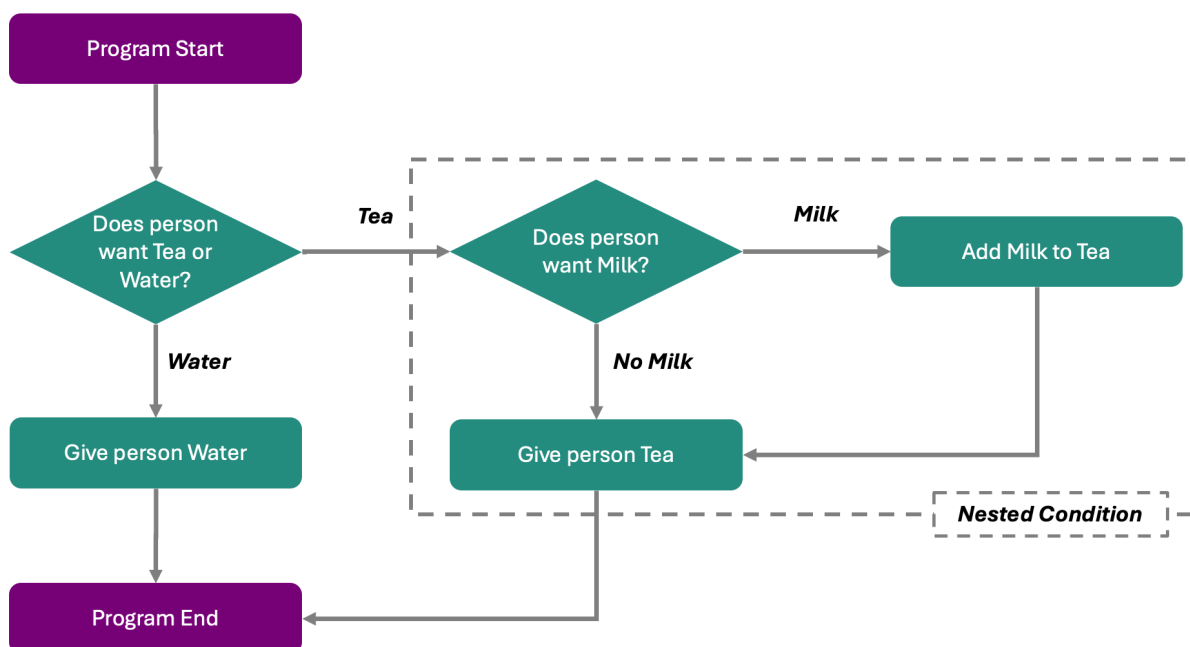 Program Start
Does person
want Tea or
Water?
Tea
Does person
want Milk?
Milk
Add Milk to Tea
Water
No Milk
Give person Water
Give person Tea
Nested Condition
Program End